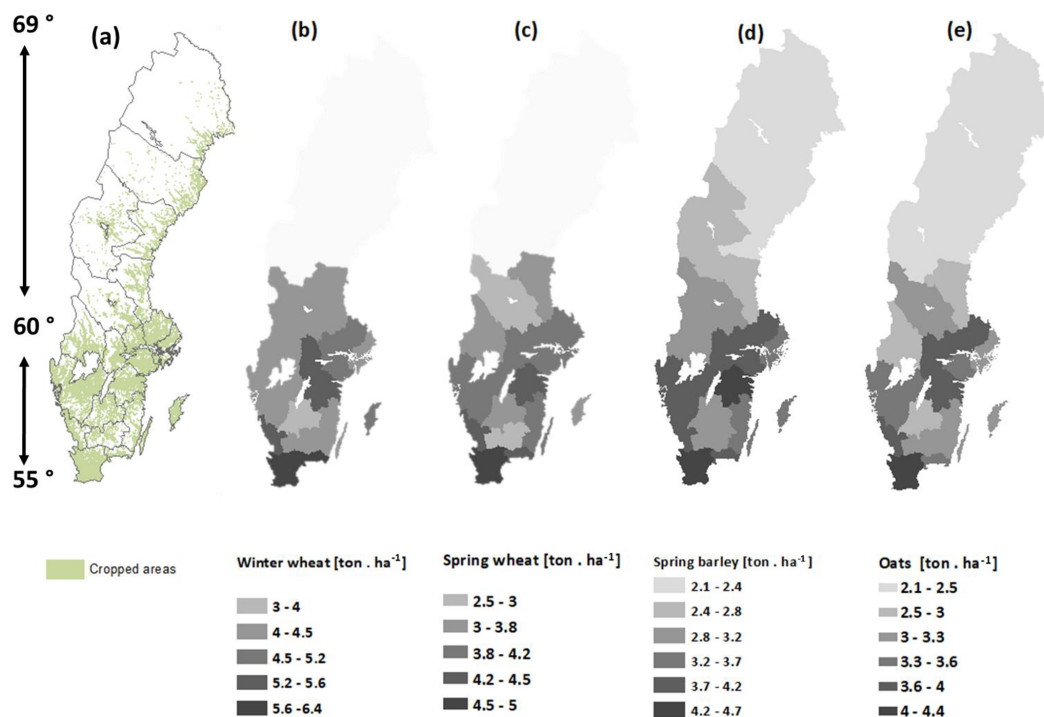 69 °
(a)
(b)
(c)
(d)
(e)
60 °
55 °
Cropped areas
Winter wheat [ton . ha⁻¹]
3 - 4
4 - 4.5
4.5 - 5.2
5.2 - 5.6
5.6 -6.4
Spring wheat [ton . ha⁻¹]
2.5 - 3
3 - 3.8
3.8 - 4.2
4.2 - 4.5
4.5 - 5
Spring barley [ton . ha⁻¹]
2.1 - 2.4
2.4 - 2.8
2.8 - 3.2
3.2 - 3.7
3.7 - 4.2
4.2 - 4.7
Oats [ton . ha⁻¹]
2.1 - 2.5
2.5 - 3
3 - 3.3
3.3 - 3.6
3.6 - 4
4 - 4.4